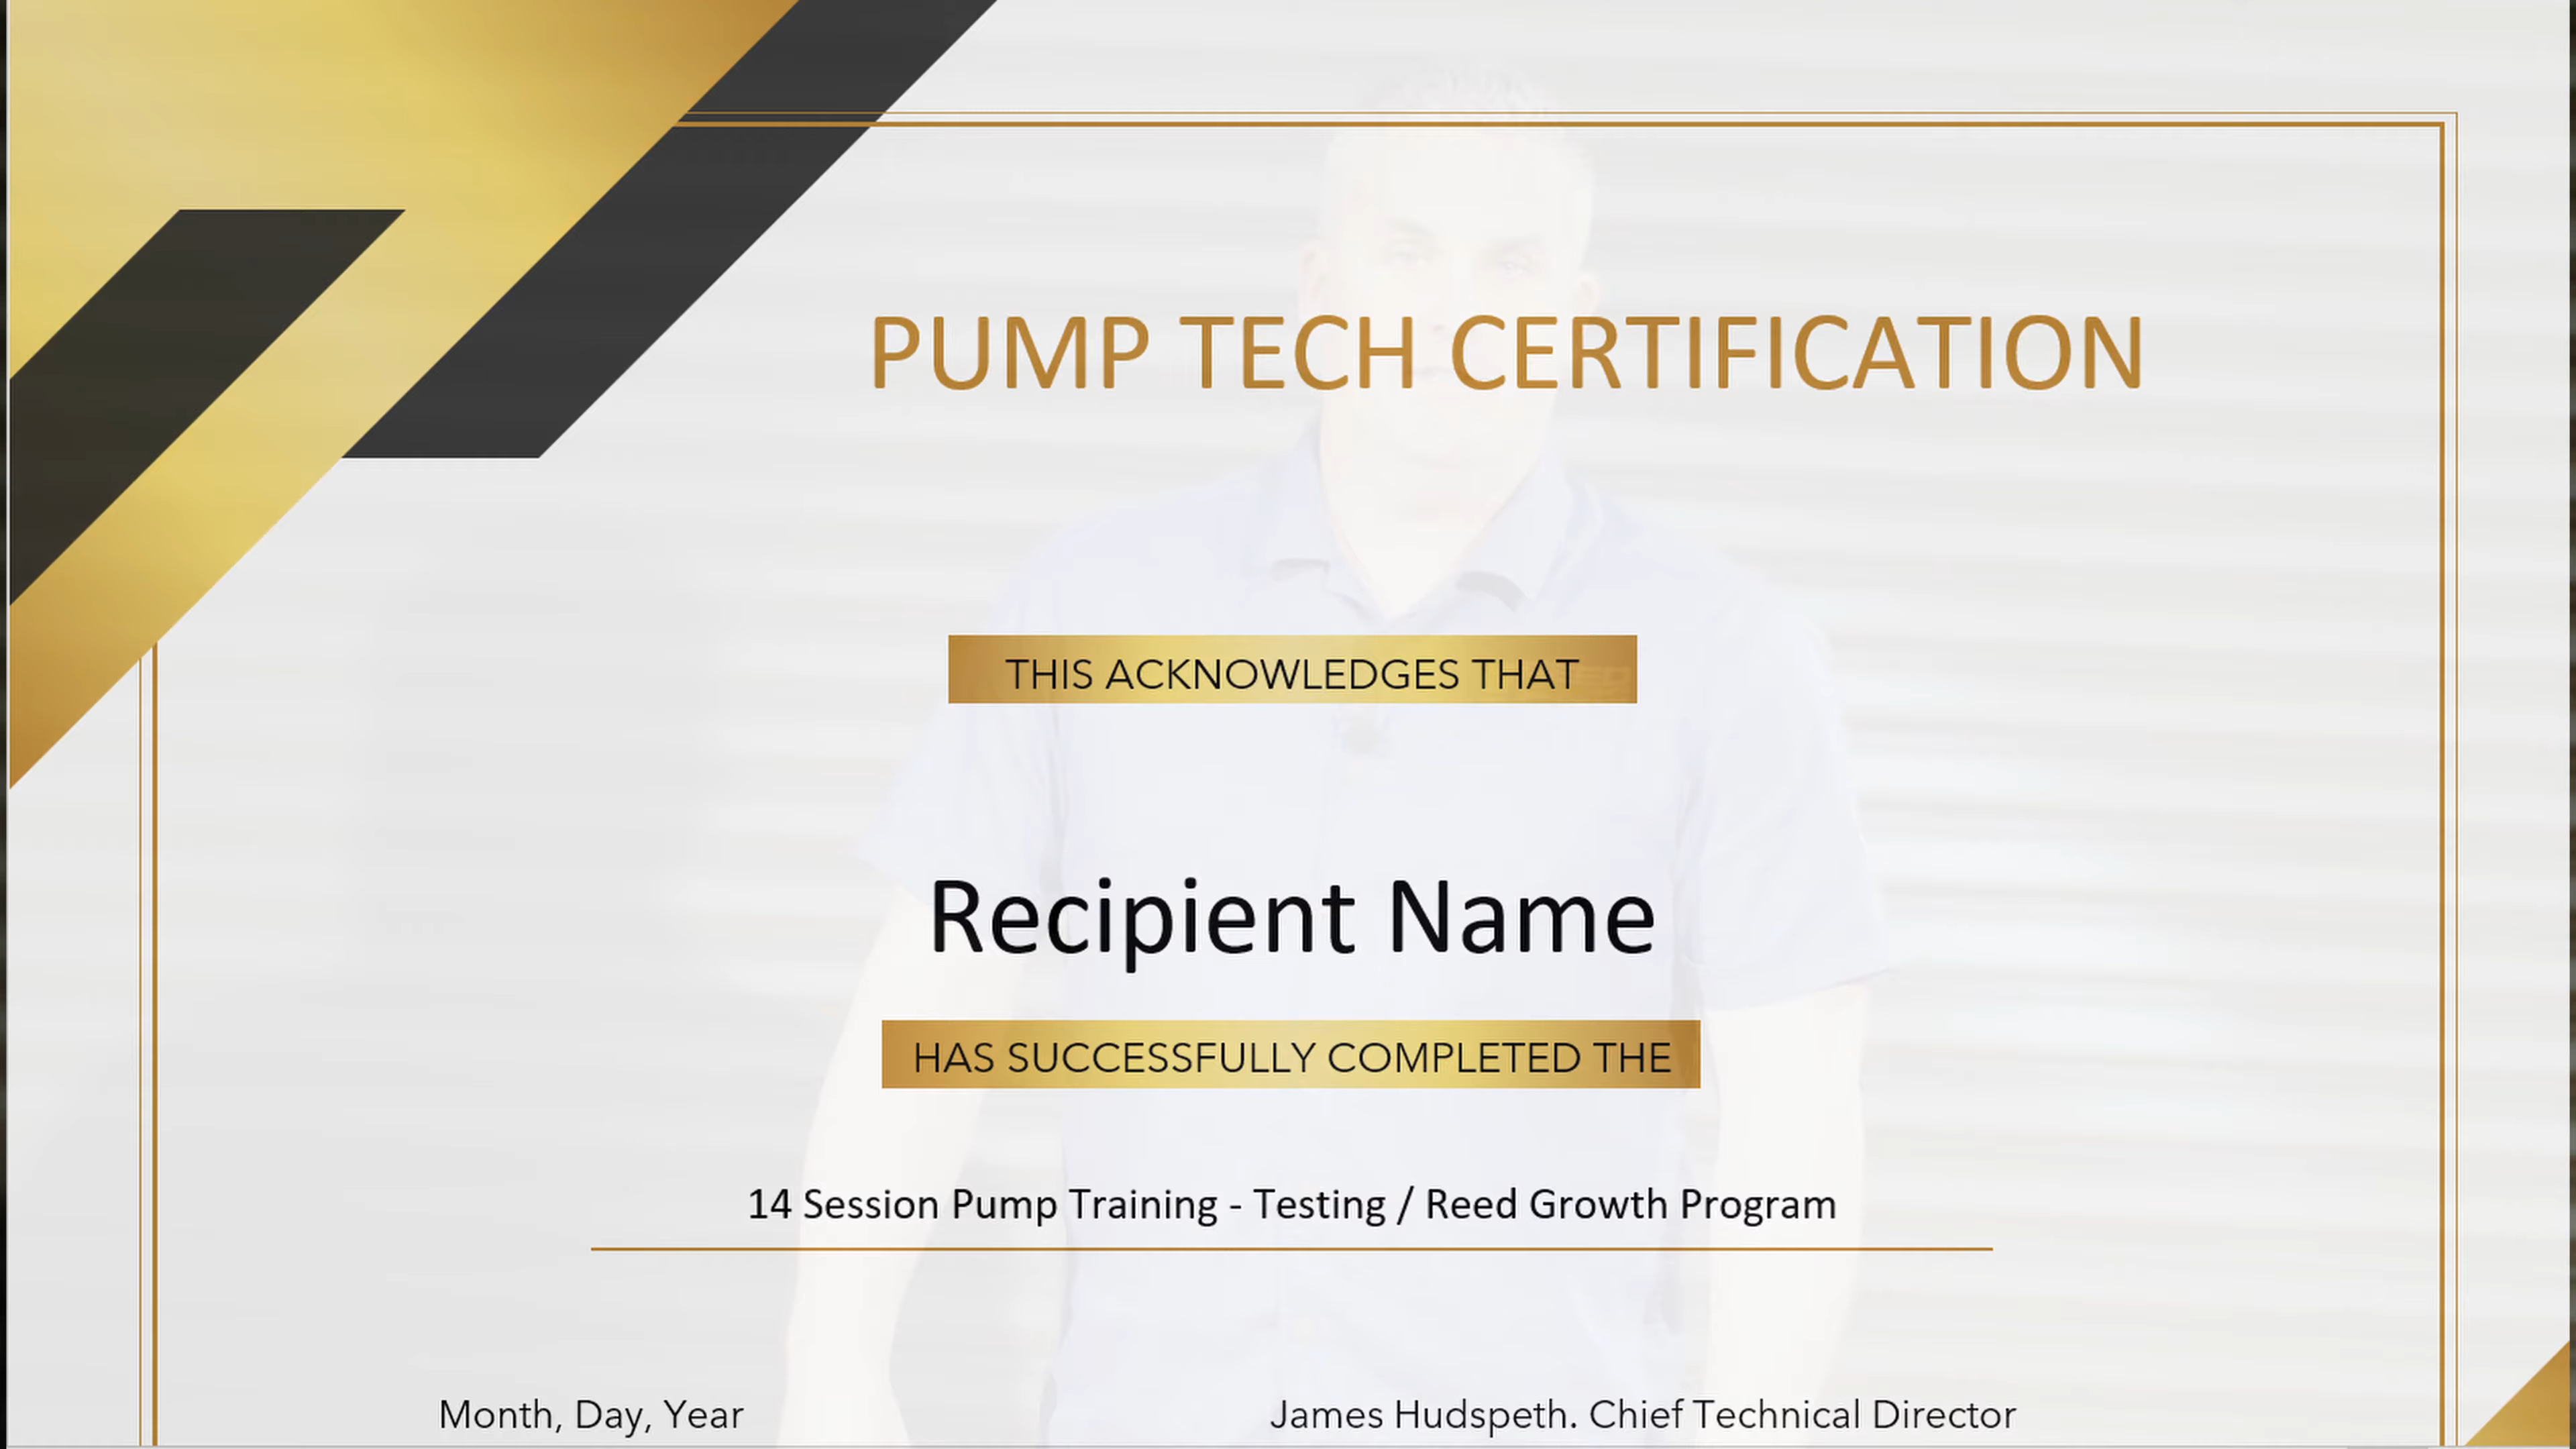 PUMP TECH CERTIFICATION
THIS ACKNOWLEDGES THAT
Recipient Name
HAS SUCCESSFULLY COMPLETED THE
14 Session Pump Training - Testing / Reed Growth Program
Month, Day, Year
James Hudspeth. Chief Technical Director